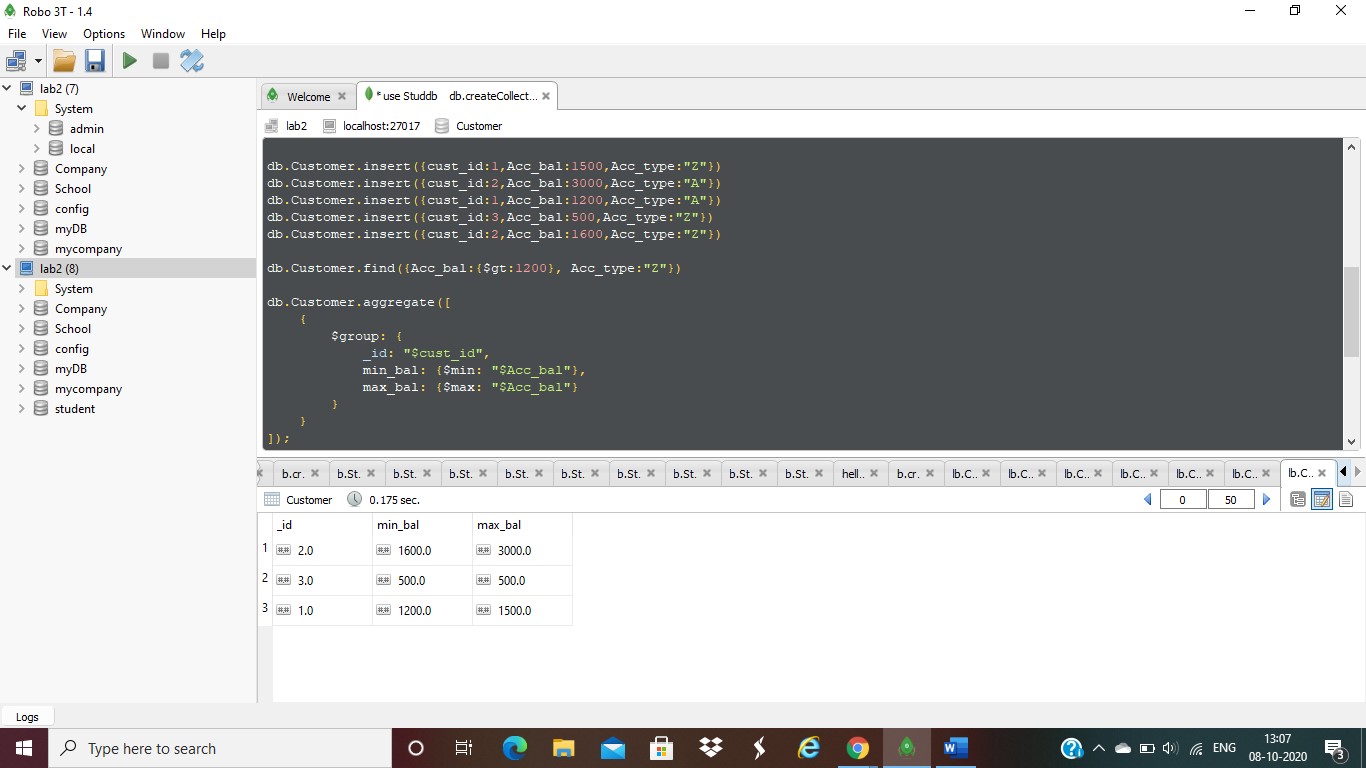 Robo 3T - 1.4
File View Options Window Help
lab2 (7)
System
admin
local
Company
School
config
myDB
mycompany
lab2 (8)
System
Company
School
config
myDB
mycompany
student
Welcome * use Studdb db.createCollect...
lab2 localhost:27017 Customer
db.Customer.insert({cust_id:1,Acc_bal:1500,Acc_type:"Z"})
db.Customer.insert({cust_id:2,Acc_bal:3000,Acc_type:"A"})
db.Customer.insert({cust_id:1,Acc_bal:1200,Acc_type:"A"})
db.Customer.insert({cust_id:3,Acc_bal:500,Acc_type:"Z"})
db.Customer.insert({cust_id:2,Acc_bal:1600,Acc_type:"Z"})
db.Customer.find({Acc_bal:{$gt:1200}, Acc_type:"Z"})
db.Customer.aggregate([
{
$group: {
_id: "$cust_id",
min_bal: {$min: "$Acc_bal"},
max_bal: {$max: "$Acc_bal"}
}
}
]);
b.cr. b.St. b.St. b.St. b.St. b.St. b.St. b.St. b.St. b.St. hell.. b.cr. lb.C.. lb.C.. lb.C.. lb.C.. lb.C.. lb.C.. lb.C..
Customer 0.175 sec. 0 50
_id min_bal max_bal
1 2.0 1600.0 3000.0
2 3.0 500.0 500.0
3 1.0 1200.0 1500.0
Logs
Type here to search
ENG
13:07
08-10-2020
3